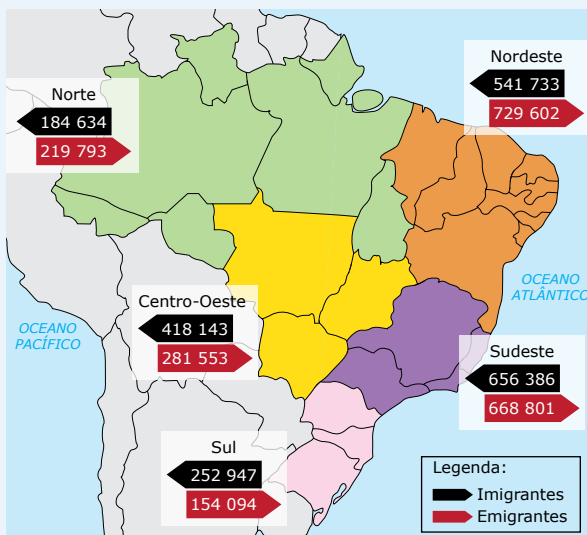 Norte
184 634
219 793
Nordeste
541 733
729 602
Centro-Oeste
418 143
281 553
OCEANO
PACÍFICO
OCEANO
ATLÂNTICO
Sudeste
656 386
668 801
Sul
252 947
154 094
Legenda:
Imigrantes
Emigrantes